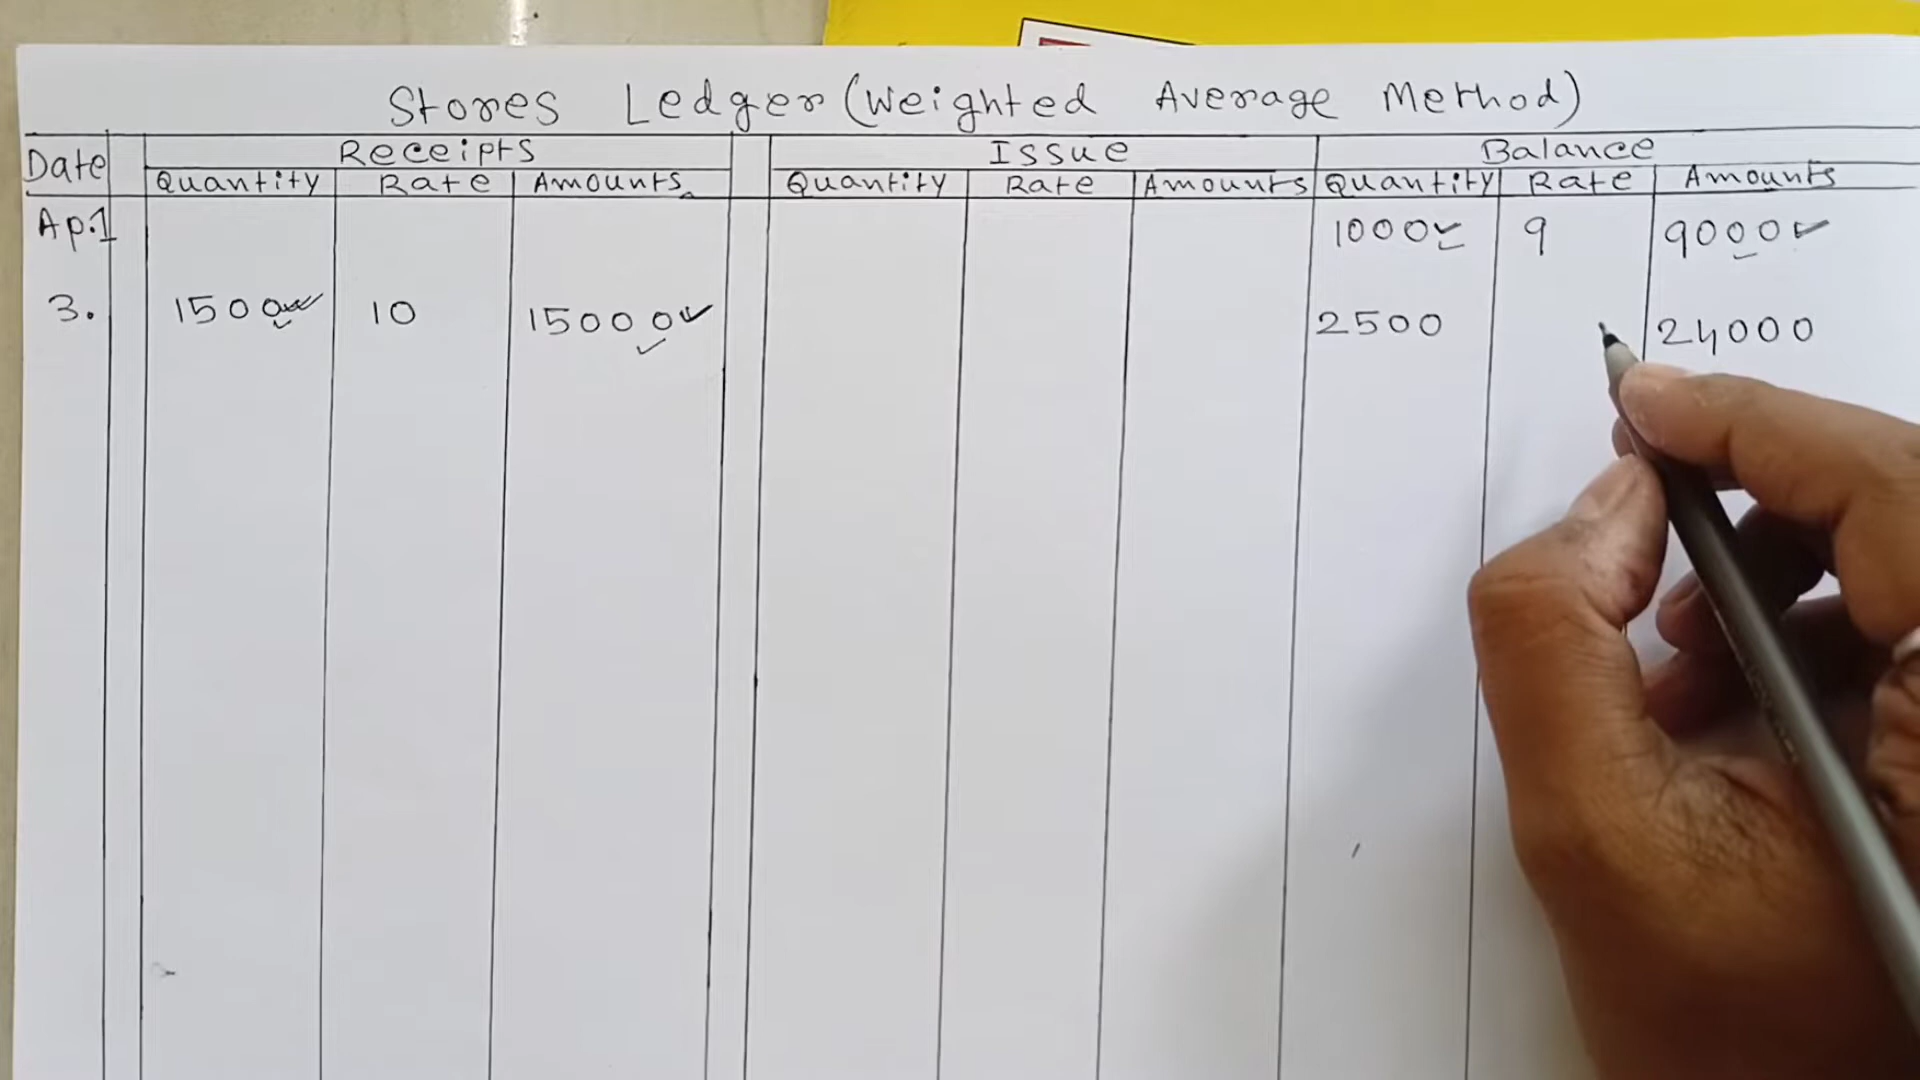 Stores Ledger (Weighted Average Method)
Date Receipts Issue Balance
Quantity Rate Amounts Quantity Rate Amounts Quantity Rate Amounts
Ap.1 1000 9 9000
3. 1500 10 15000 2500 24000